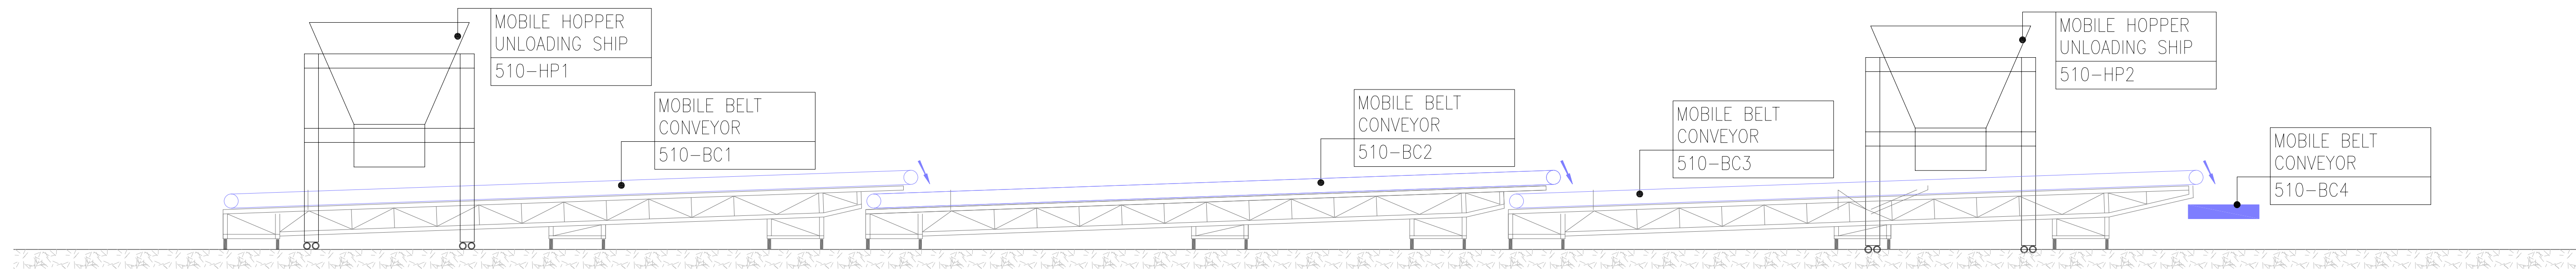 MOBILE HOPPER
UNLOADING SHIP
510-HP1
MOBILE BELT
CONVEYOR
510-BC1
MOBILE BELT
CONVEYOR
510-BC2
MOBILE BELT
CONVEYOR
510-BC3
MOBILE HOPPER
UNLOADING SHIP
510-HP2
MOBILE BELT
CONVEYOR
510-BC4